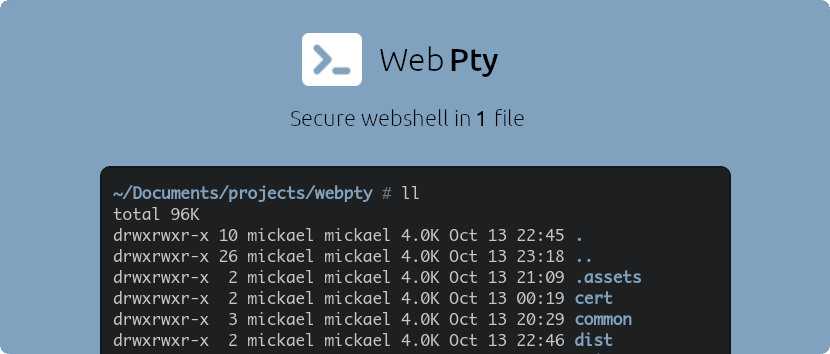 Web Pty
Secure webshell in 1 file
~/Documents/projects/webpty # ll
total 96K
drwxrwxr-x 10 mickael mickael 4.0K Oct 13 22:45 .
drwxrwxr-x 26 mickael mickael 4.0K Oct 13 23:18 ..
drwxrwxr-x  2 mickael mickael 4.0K Oct 13 21:09 .assets
drwxrwxr-x  2 mickael mickael 4.0K Oct 13 00:19 cert
drwxrwxr-x  3 mickael mickael 4.0K Oct 13 20:29 common
drwxrwxr-x  2 mickael mickael 4.0K Oct 13 22:46 dist